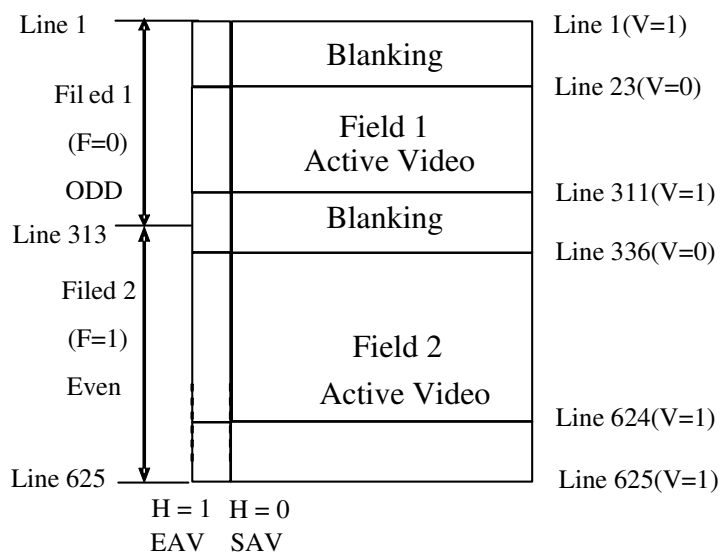 Line 1
Line 1(V=1)
Blanking
Line 23(V=0)
Fil ed 1
(F=0)
ODD
Field 1
Active Video
Line 311(V=1)
Blanking
Line 313
Line 336(V=0)
Filed 2
(F=1)
Even
Field 2
Active Video
Line 624(V=1)
Line 625
Line 625(V=1)
H = 1 H = 0
EAV SAV